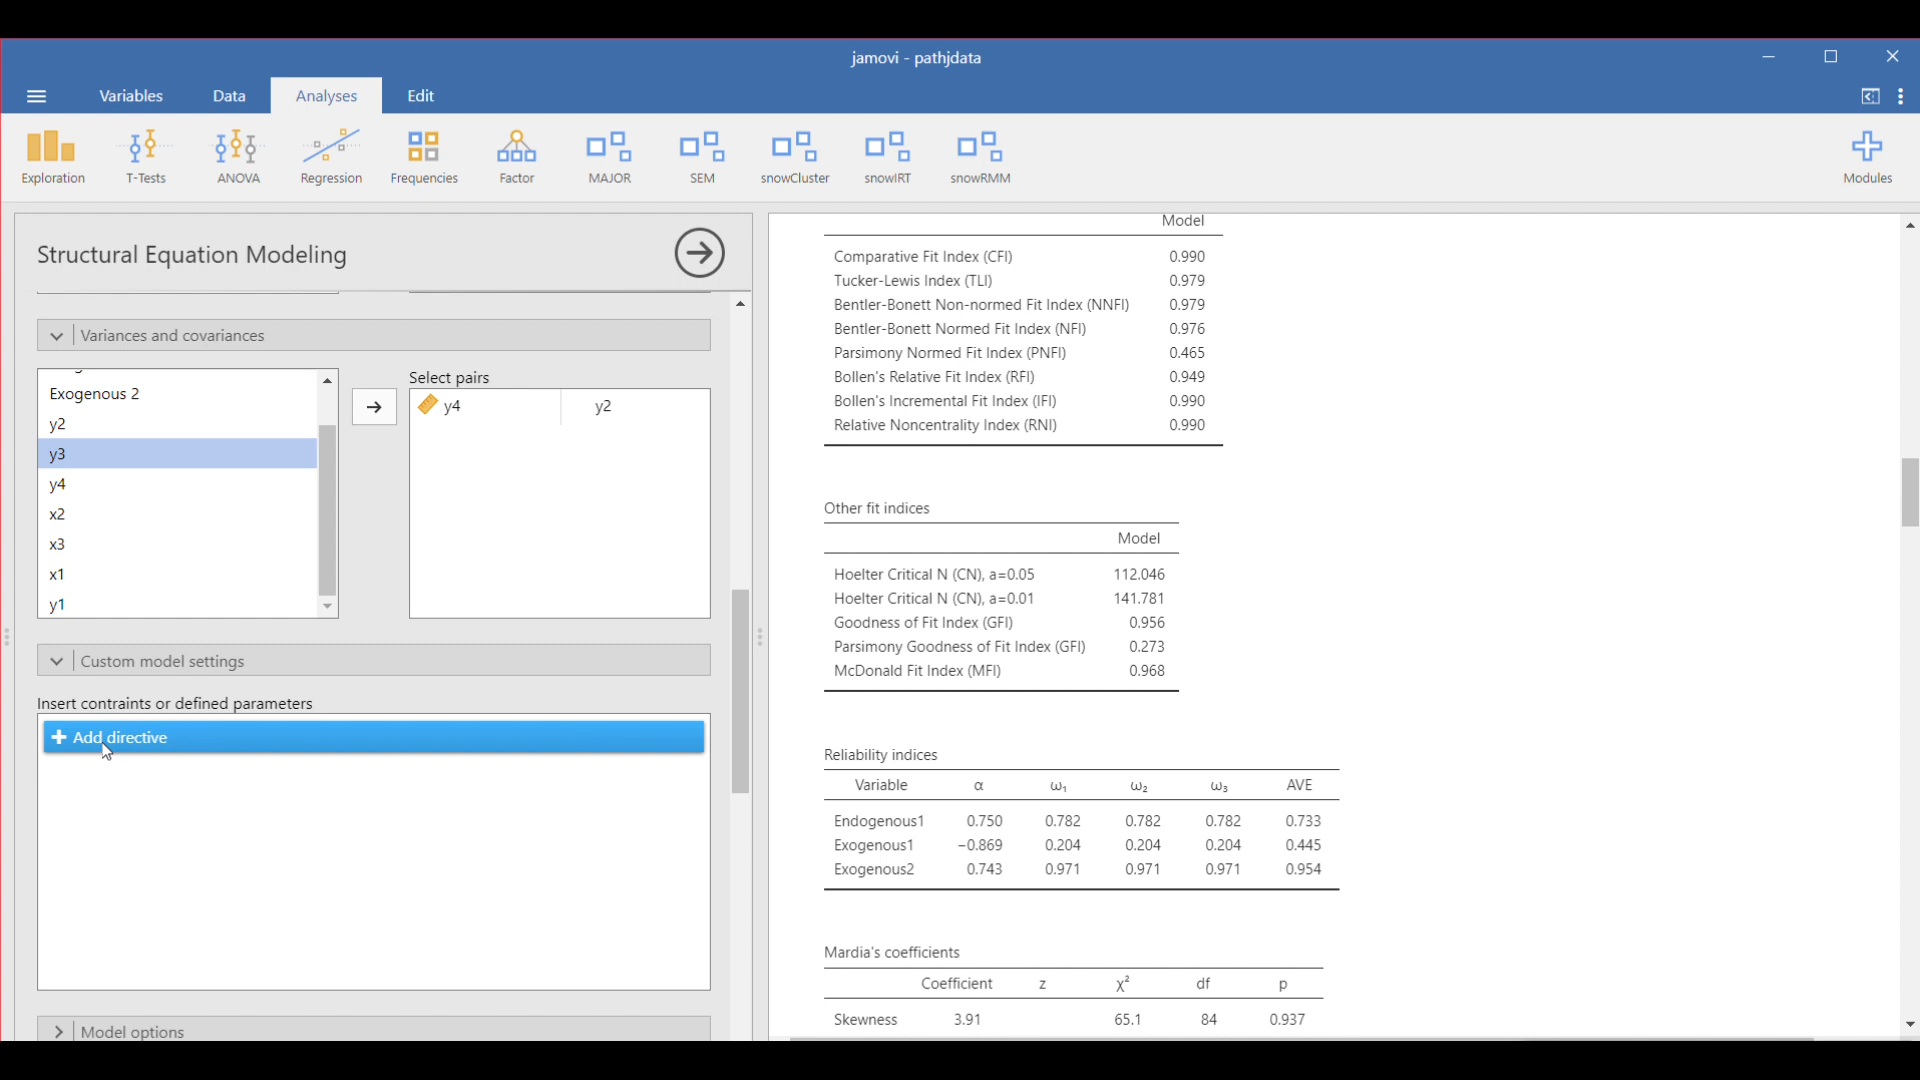 jamovi - pathjdata
Variables Data Analyses Edit
Exploration T-Tests ANOVA Regression Frequencies Factor MAJOR SEM snowCluster snowIRT snowRMM Modules
Structural Equation Modeling
Variances and covariances
Select pairs
Exogenous 2
y2
y3
y4
x2
x3
x1
y1
y4 y2
Custom model settings
Insert contraints or defined parameters
Add directive
Model options
Model
Comparative Fit Index (CFI) 0.990
Tucker-Lewis Index (TLI) 0.979
Bentler-Bonett Non-normed Fit Index (NNFI) 0.979
Bentler-Bonett Normed Fit Index (NFI) 0.976
Parsimony Normed Fit Index (PNFI) 0.465
Bollen's Relative Fit Index (RFI) 0.949
Bollen's Incremental Fit Index (IFI) 0.990
Relative Noncentrality Index (RNI) 0.990
Other fit indices
Model
Hoelter Critical N (CN), a=0.05 112.046
Hoelter Critical N (CN), a=0.01 141.781
Goodness of Fit Index (GFI) 0.956
Parsimony Goodness of Fit Index (GFI) 0.273
McDonald Fit Index (MFI) 0.968
Reliability indices
Variable α ω₁ ω₂ ω₃ AVE
Endogenous1 0.750 0.782 0.782 0.782 0.733
Exogenous1 −0.869 0.204 0.204 0.204 0.445
Exogenous2 0.743 0.971 0.971 0.971 0.954
Mardia's coefficients
Coefficient z χ² df p
Skewness 3.91 65.1 84 0.937